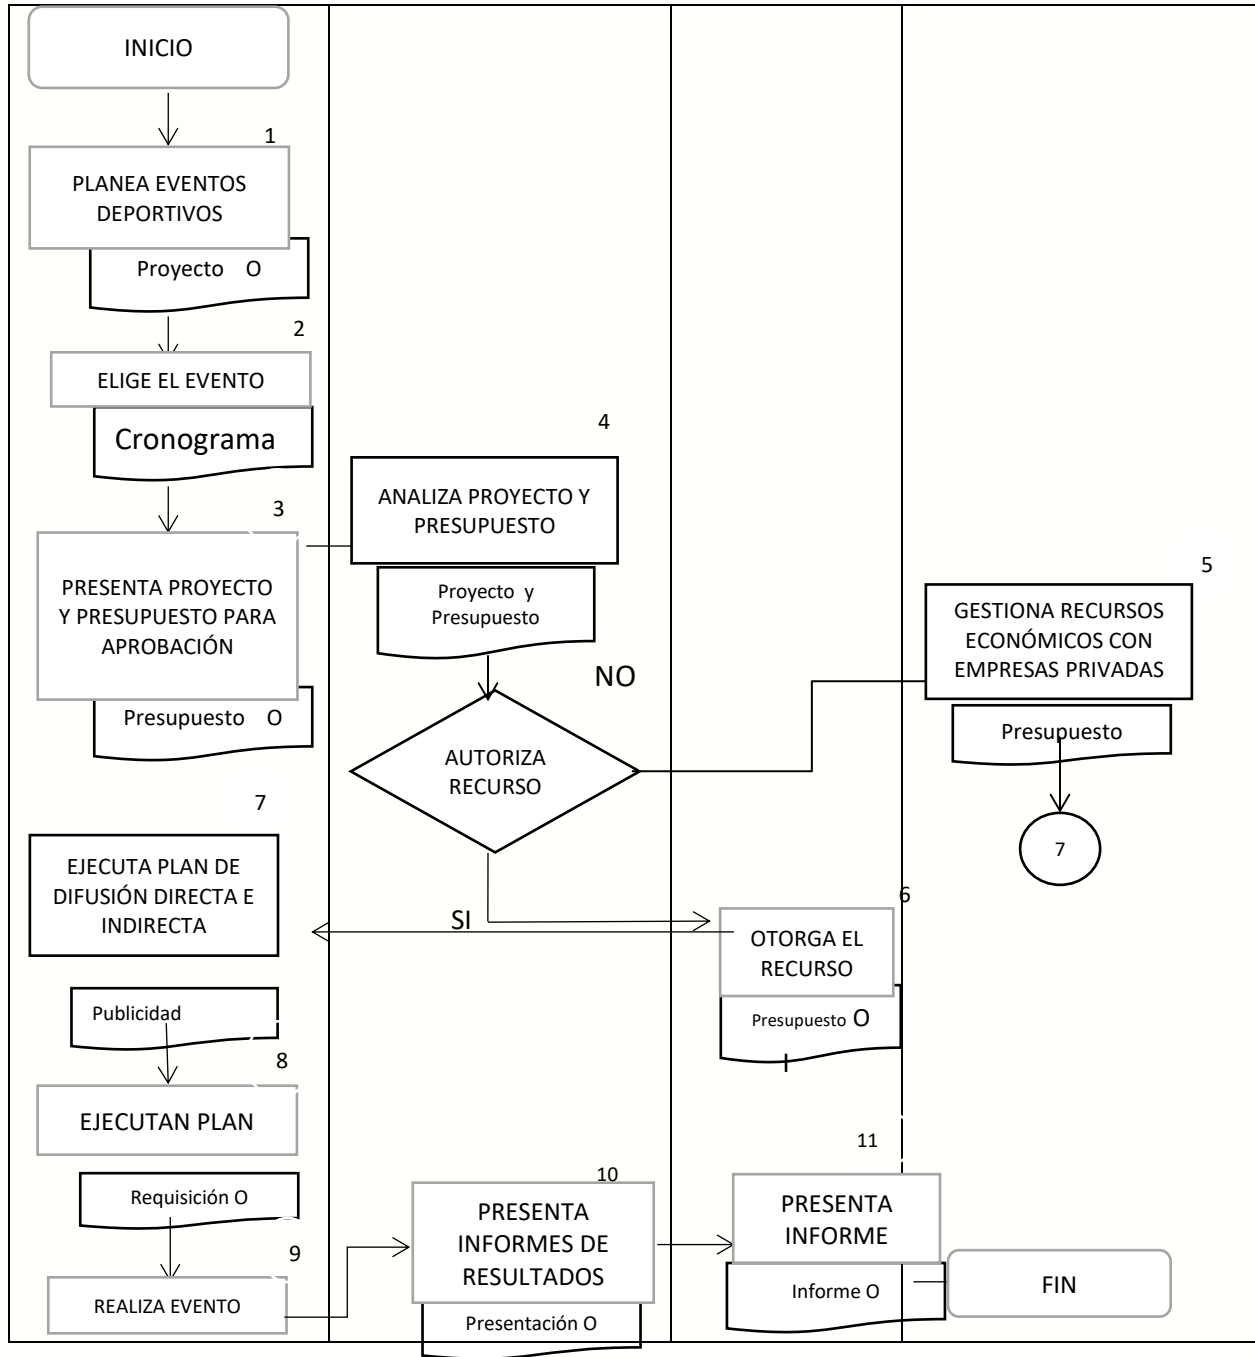 INICIO
1
PLANEA EVENTOS
DEPORTIVOS
Proyecto O
2
ELIGE EL EVENTO
Cronograma
3
PRESENTA PROYECTO
Y PRESUPUESTO PARA
APROBACIÓN
Presupuesto O
4
ANALIZA PROYECTO Y
PRESUPUESTO
Proyecto y
Presupuesto
NO
AUTORIZA
RECURSO
SI
5
GESTIONA RECURSOS
ECONÓMICOS CON
EMPRESAS PRIVADAS
Presupuesto
7
6
OTORGA EL
RECURSO
Presupuesto O
7
EJECUTA PLAN DE
DIFUSIÓN DIRECTA E
INDIRECTA
Publicidad
8
EJECUTAN PLAN
Requisición O
9
REALIZA EVENTO
10
PRESENTA
INFORMES DE
RESULTADOS
Presentación O
11
PRESENTA
INFORME
Informe O
FIN